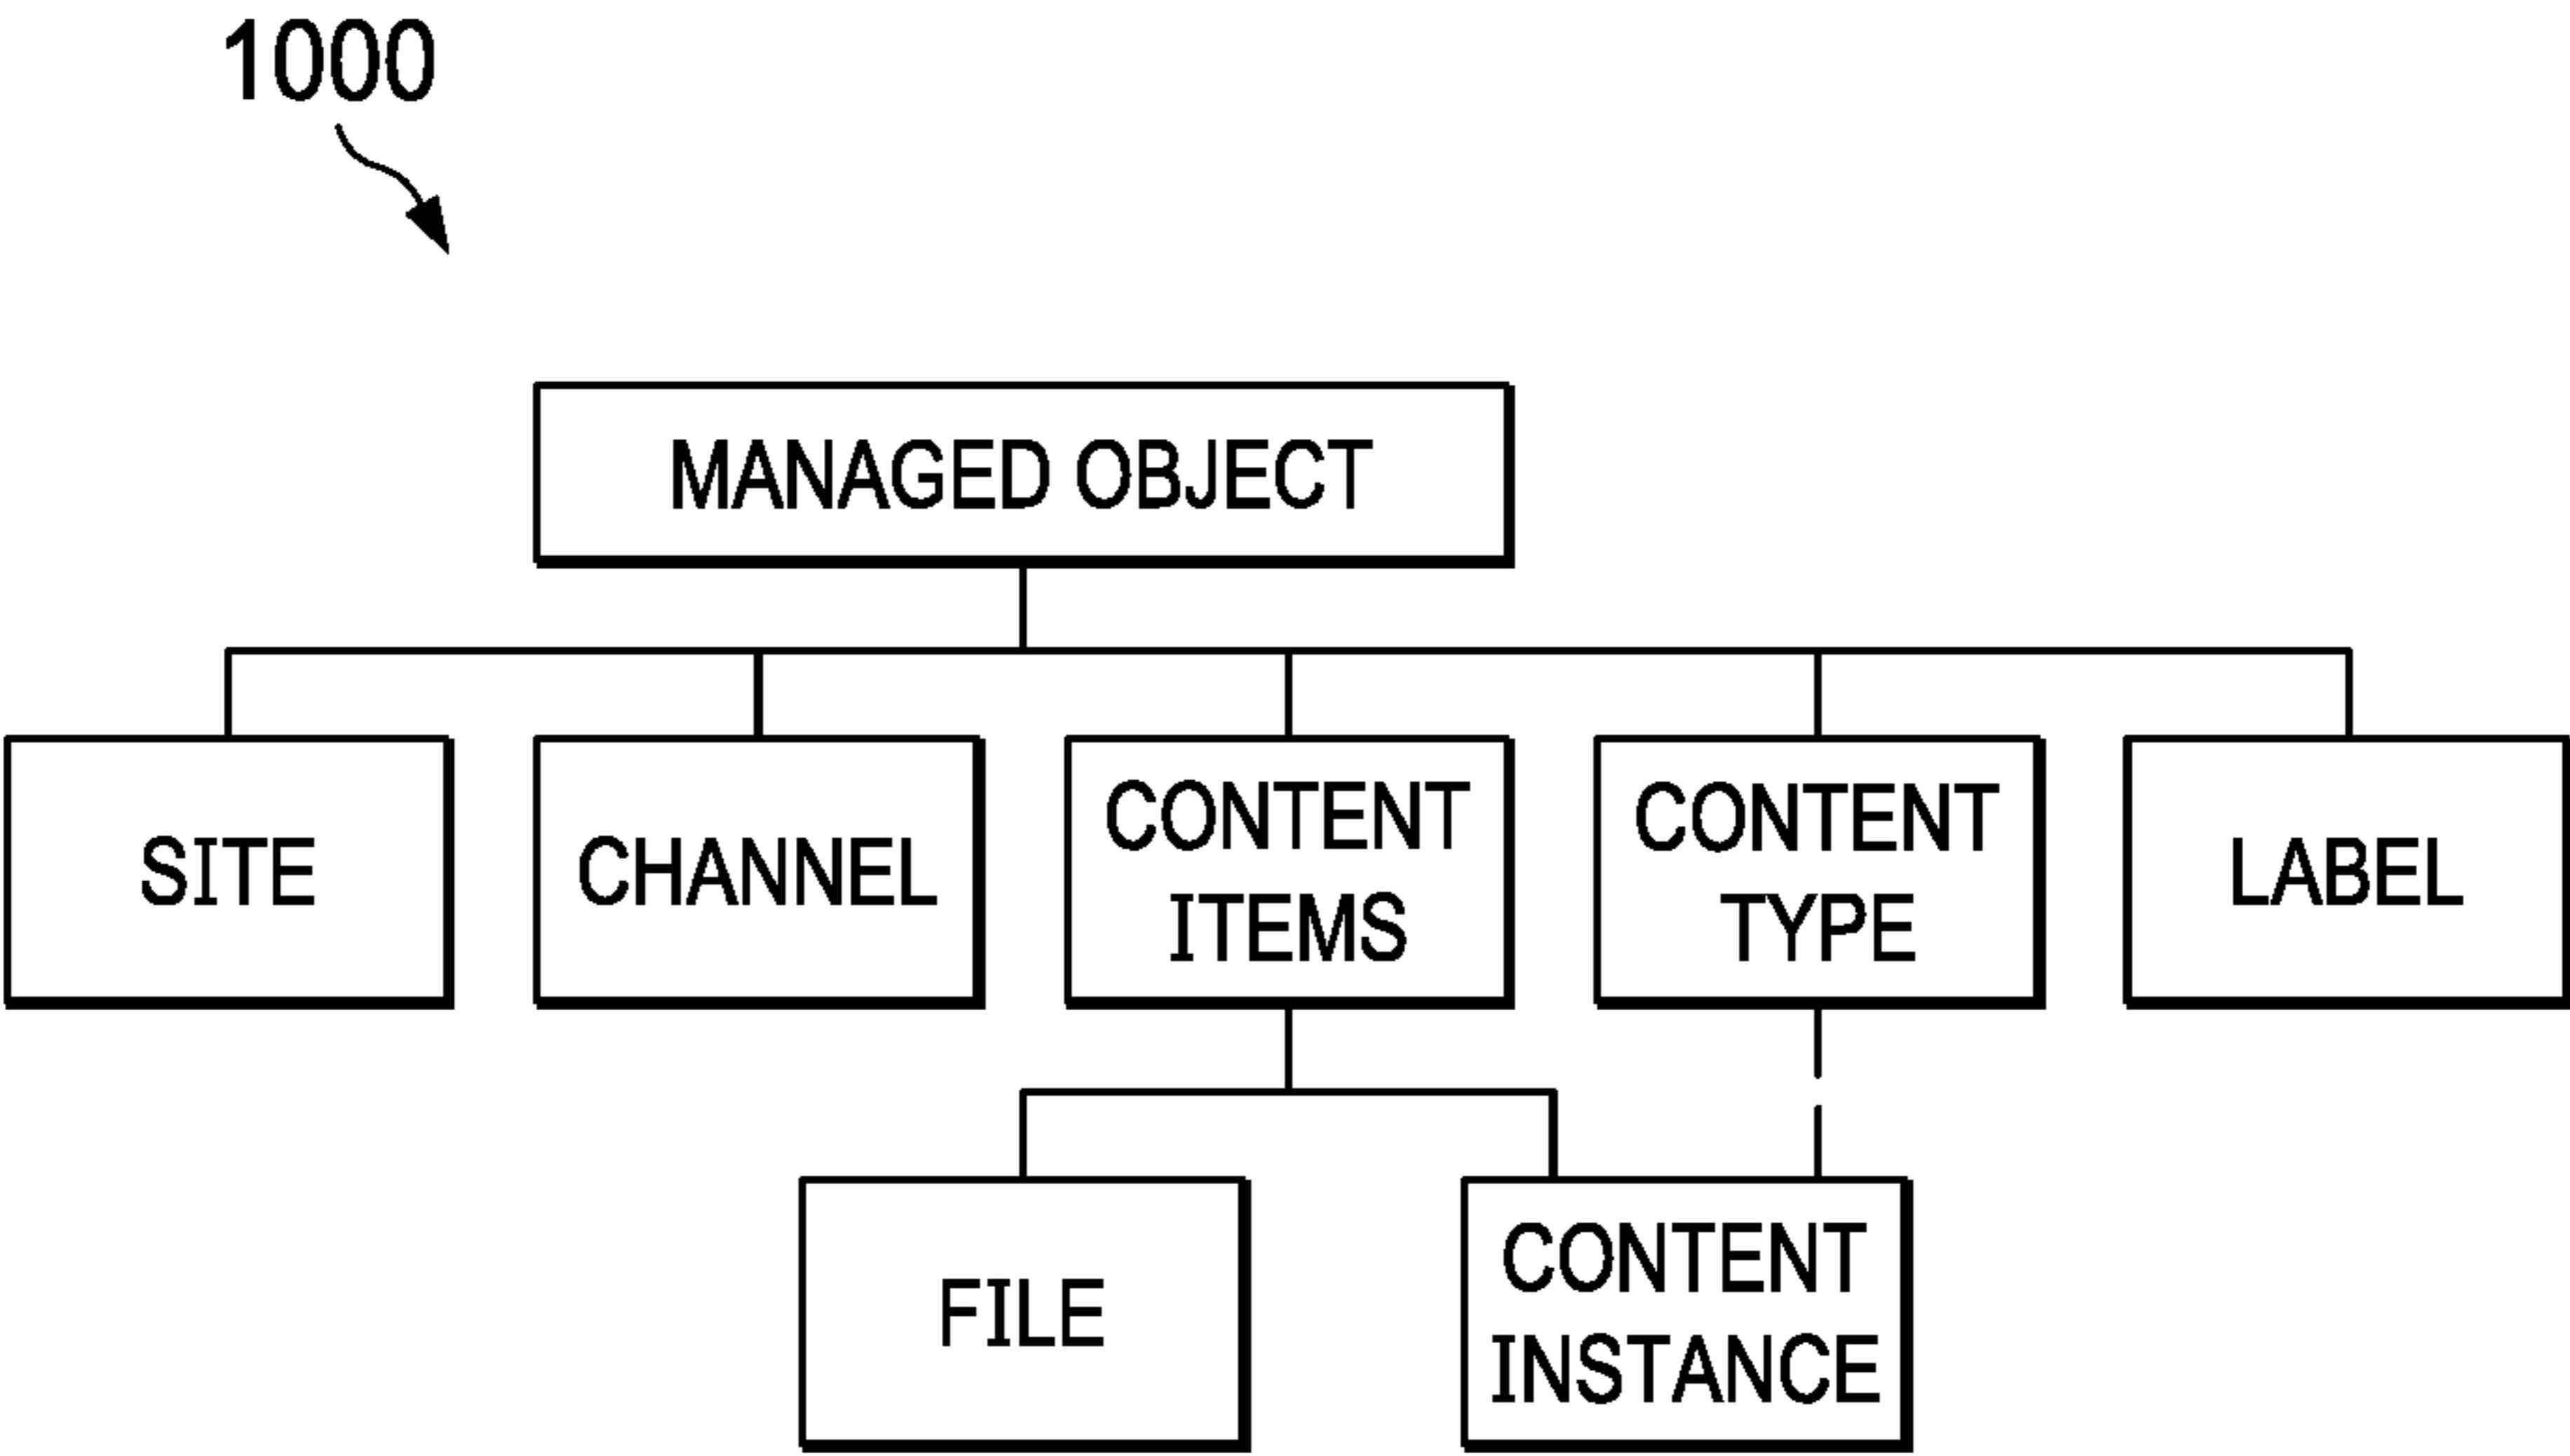 1000
MANAGED OBJECT
SITE
CHANNEL
CONTENT
ITEMS
CONTENT
TYPE
LABEL
FILE
CONTENT
INSTANCE